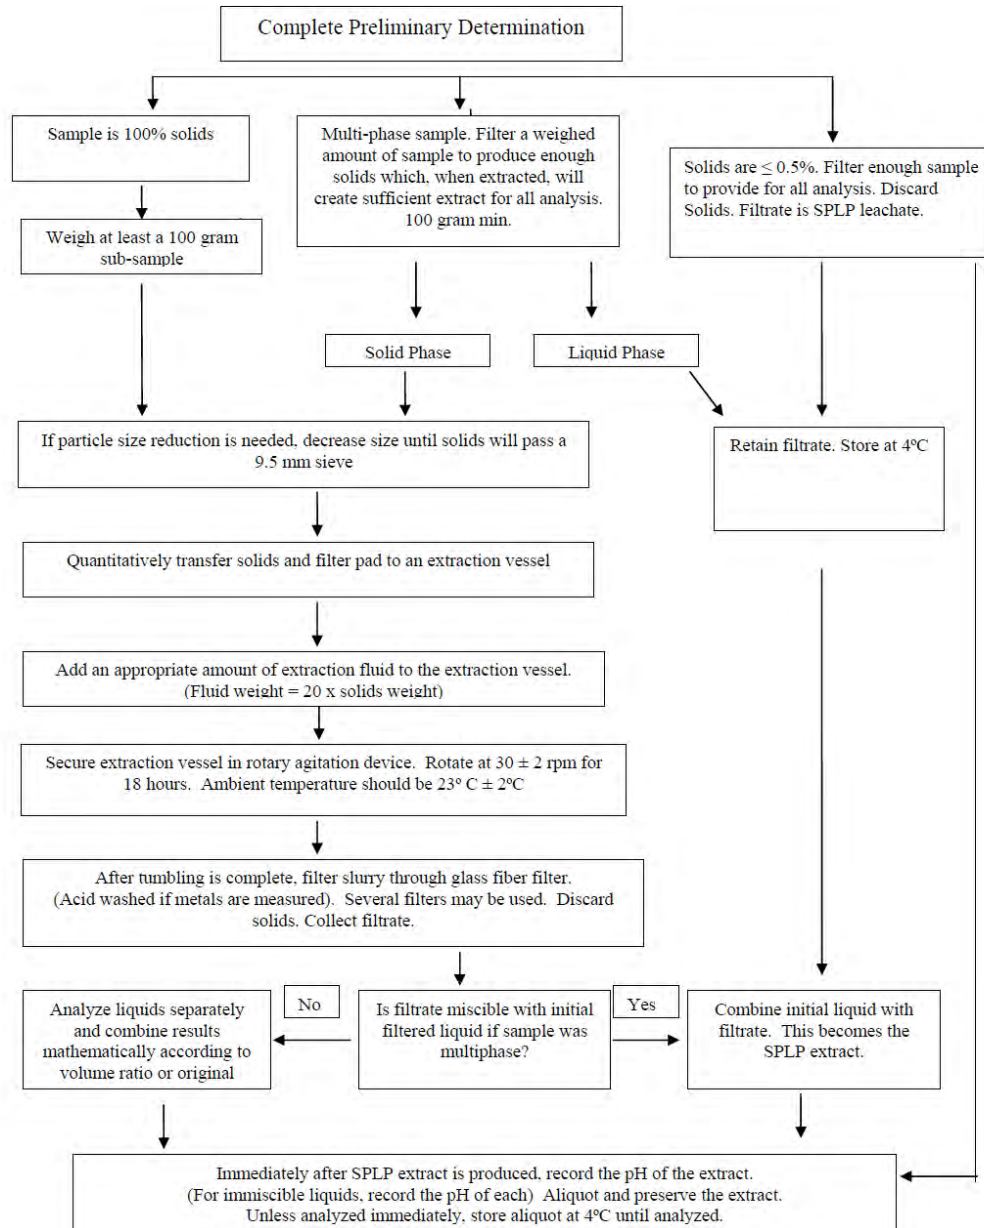 Complete Preliminary Determination
Sample is 100% solids
Multi-phase sample. Filter a weighed
amount of sample to produce enough
solids which, when extracted, will
create sufficient extract for all analysis.
100 gram min.
Solids are ≤ 0.5%. Filter enough sample
to provide for all analysis. Discard
Solids. Filtrate is SPLP leachate.
Weigh at least a 100 gram
sub-sample
Solid Phase
Liquid Phase
If particle size reduction is needed, decrease size until solids will pass a
9.5 mm sieve
Retain filtrate. Store at 4ºC
Quantitatively transfer solids and filter pad to an extraction vessel
Add an appropriate amount of extraction fluid to the extraction vessel.
(Fluid weight = 20 x solids weight)
Secure extraction vessel in rotary agitation device. Rotate at 30 ± 2 rpm for
18 hours. Ambient temperature should be 23º C ± 2ºC
After tumbling is complete, filter slurry through glass fiber filter.
(Acid washed if metals are measured). Several filters may be used. Discard
solids. Collect filtrate.
Analyze liquids separately
and combine results
mathematically according to
volume ratio or original
No
Is filtrate miscible with initial
filtered liquid if sample was
multiphase?
Yes
Combine initial liquid with
filtrate. This becomes the
SPLP extract.
Immediately after SPLP extract is produced, record the pH of the extract.
(For immiscible liquids, record the pH of each) Aliquot and preserve the extract.
Unless analyzed immediately, store aliquot at 4ºC until analyzed.